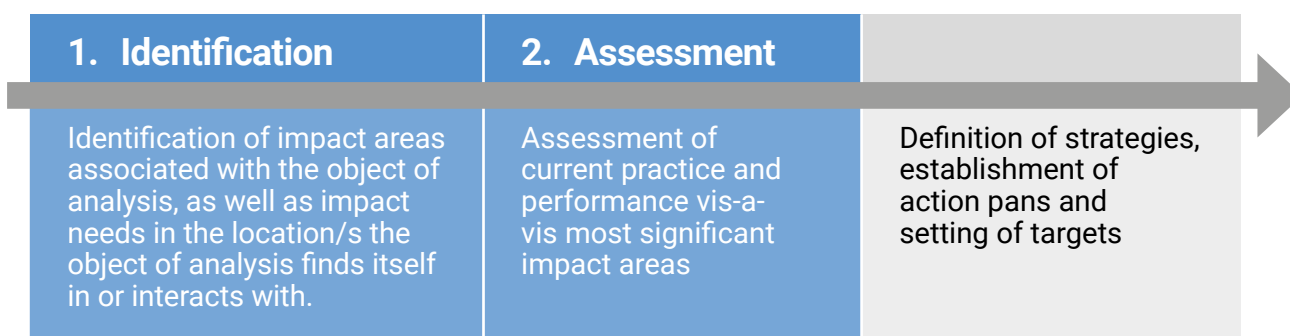 1. Identification
2. Assessment
Identification of impact areas
associated with the object of
analysis, as well as impact
needs in the location/s the
object of analysis finds itself
in or interacts with.
Assessment of
current practice and
performance vis-a-
vis most significant
impact areas
Definition of strategies,
establishment of
action pans and
setting of targets